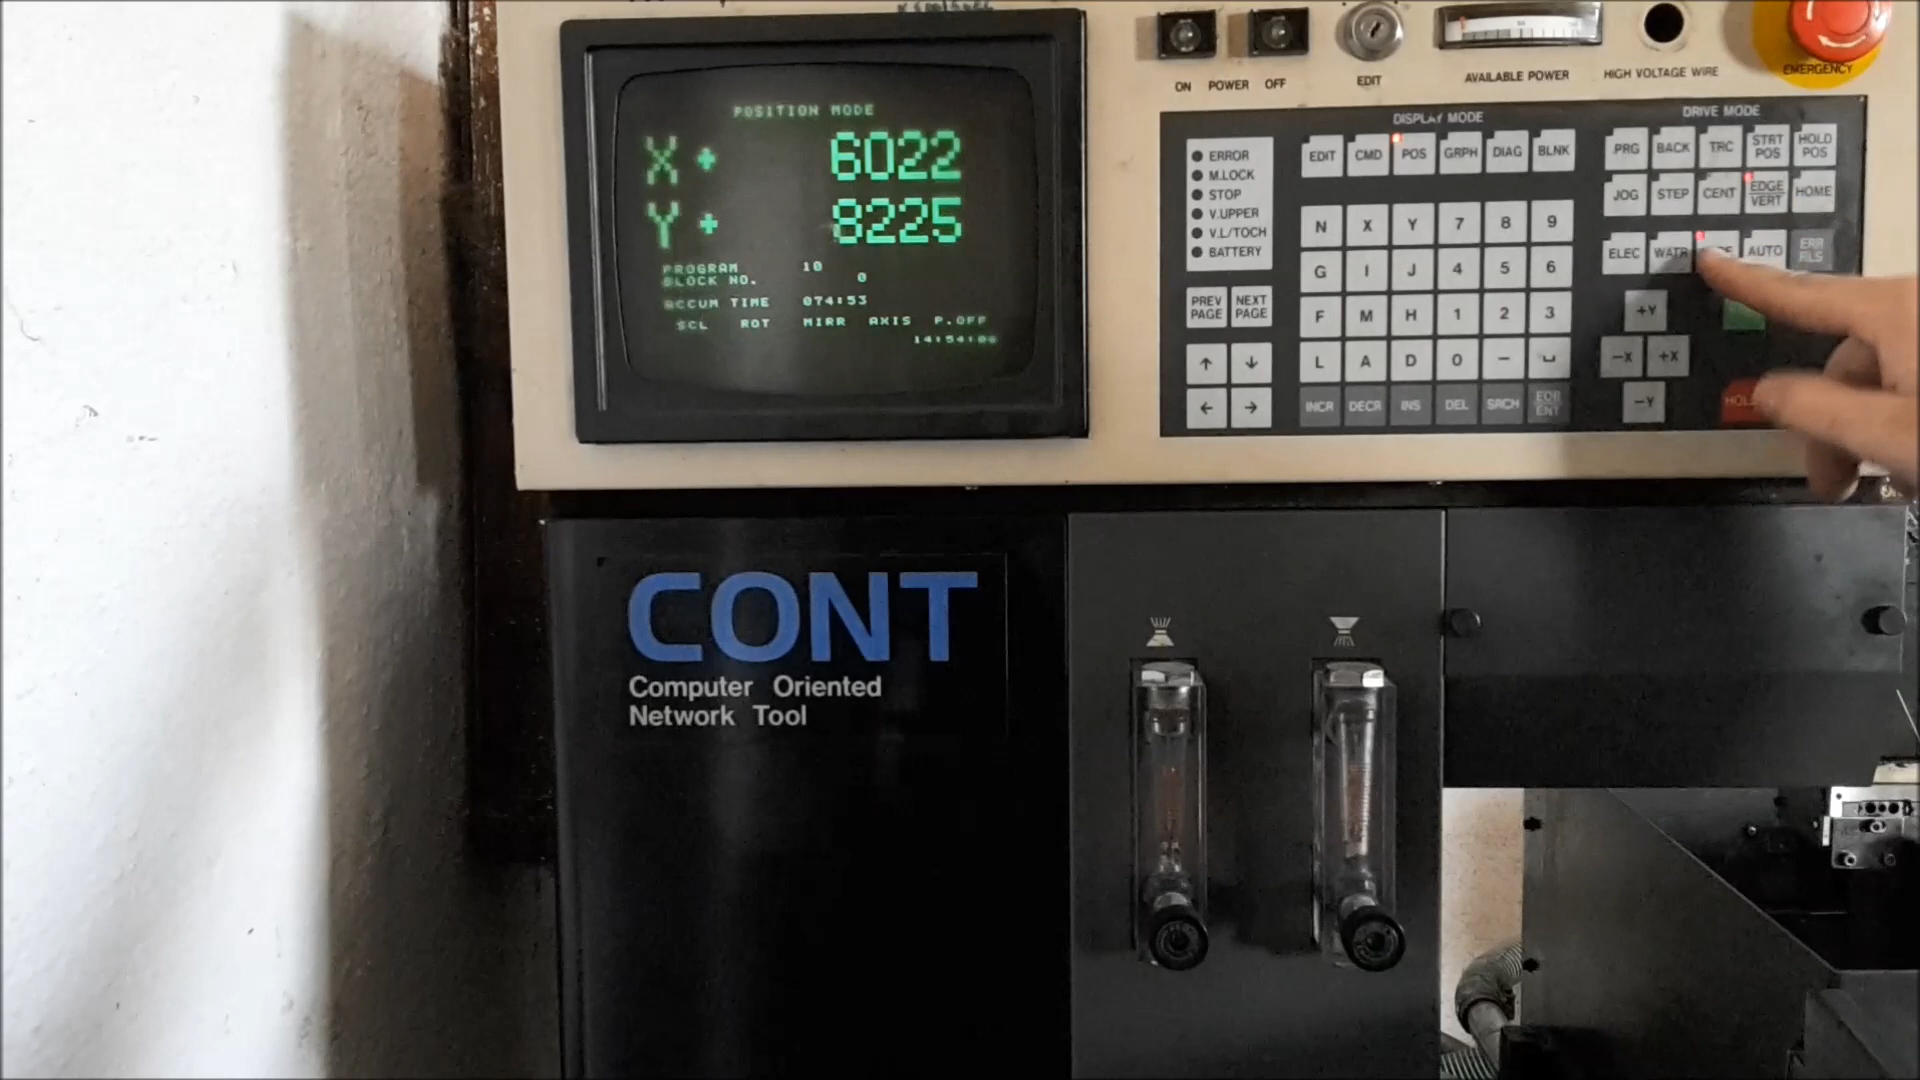 POSITION MODE
X + 6022
Y + 8225
PROGRAM 10
BLOCK NO. 0
ACCUM TIME 074:53
SCL ROT MIRR AXIS P.OFF
14:54:06
ON POWER OFF
EDIT
AVAILABLE POWER
HIGH VOLTAGE WIRE
EMERGENCY
ERROR
M.LOCK
STOP
V.UPPER
V.L/TOCH
BATTERY
PREV PAGE
NEXT PAGE
↑ ↓
← →
DISPLAY MODE
EDIT CMD POS GRPH DIAG BLNK
N X Y 7 8 9
G I J 4 5 6
F M H 1 2 3
L A D 0 -
INCR DECR INS DEL SRCH
ENT
DRIVE MODE
PRG BACK TRC STRT POS HOLD POS
JOG STEP CENT EDGE VERT HOME
ELEC WATR AUTO ERR
+Y
-X +X
-Y
CONT
Computer Oriented
Network Tool